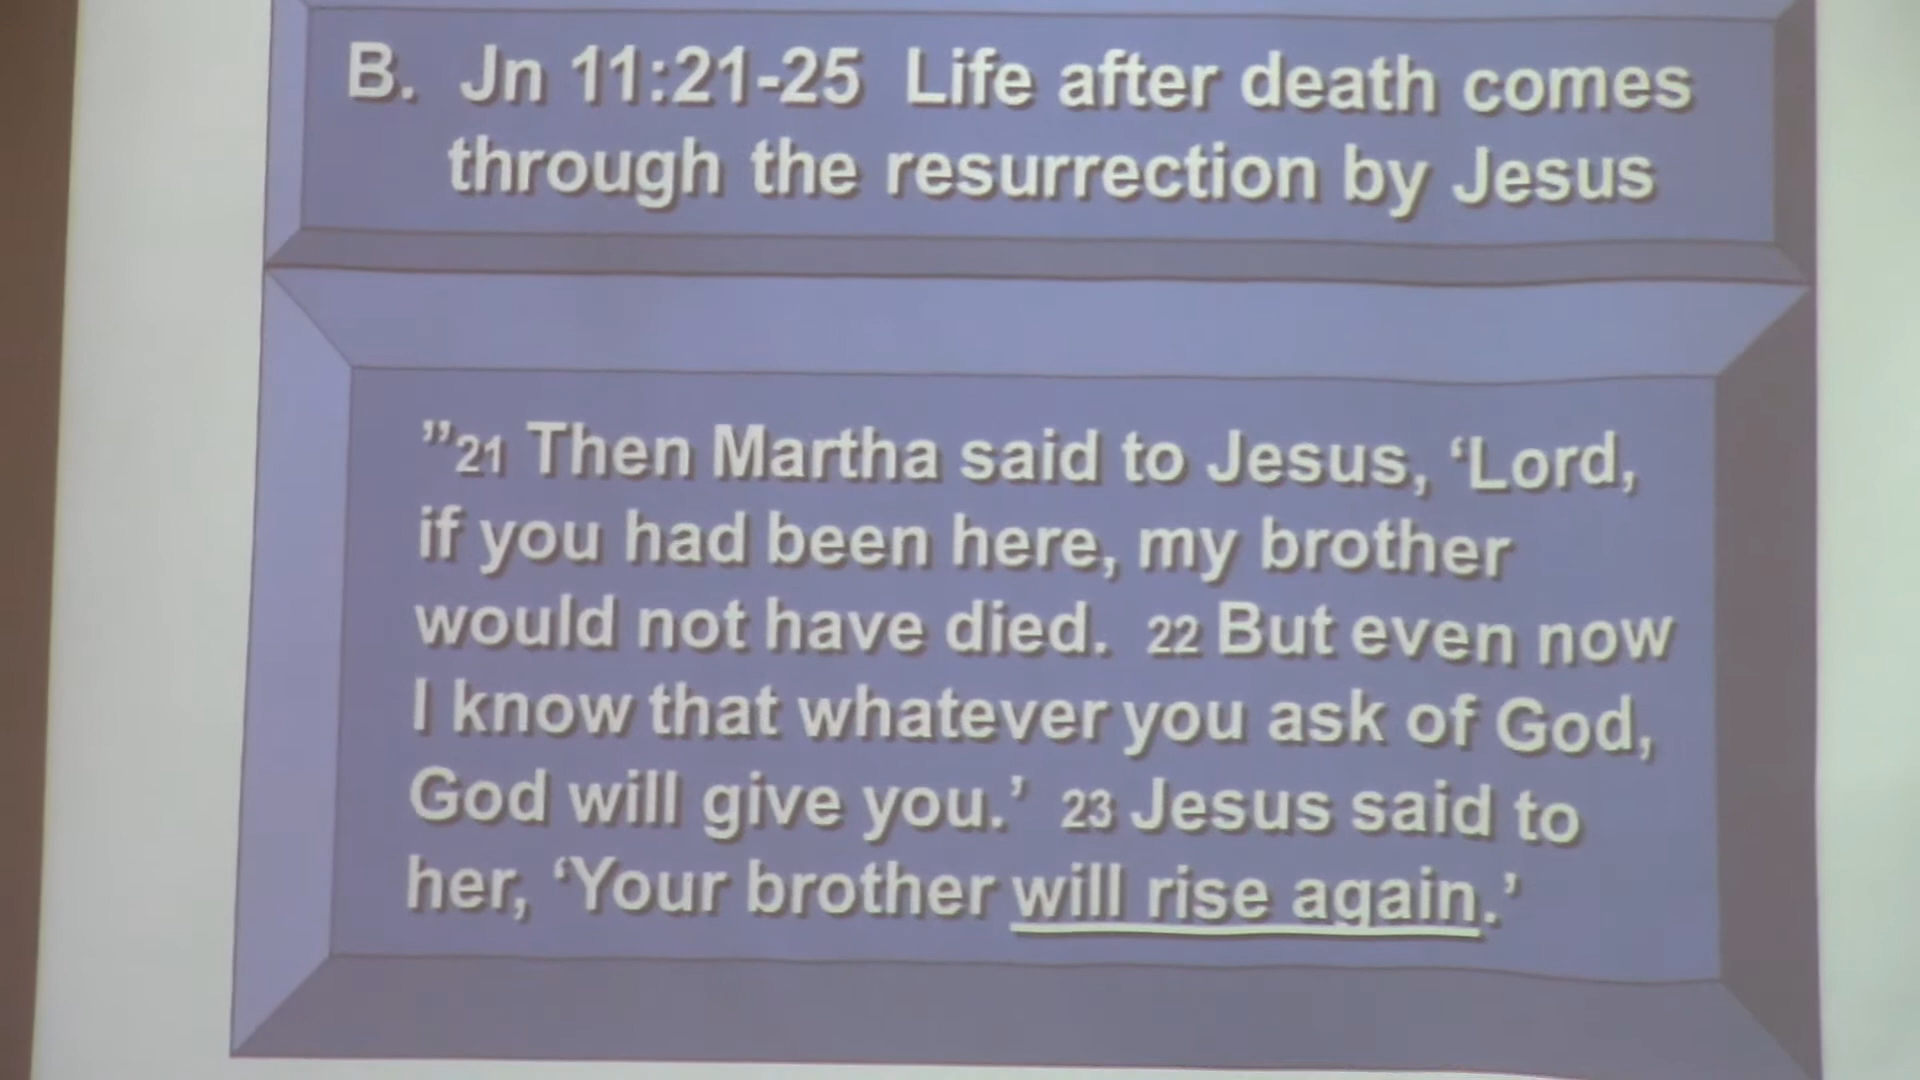 B. Jn 11:21-25 Life after death comes
through the resurrection by Jesus
”21 Then Martha said to Jesus, ‘Lord,
if you had been here, my brother
would not have died. 22 But even now
I know that whatever you ask of God,
God will give you.’ 23 Jesus said to
her, ‘Your brother will rise again.’